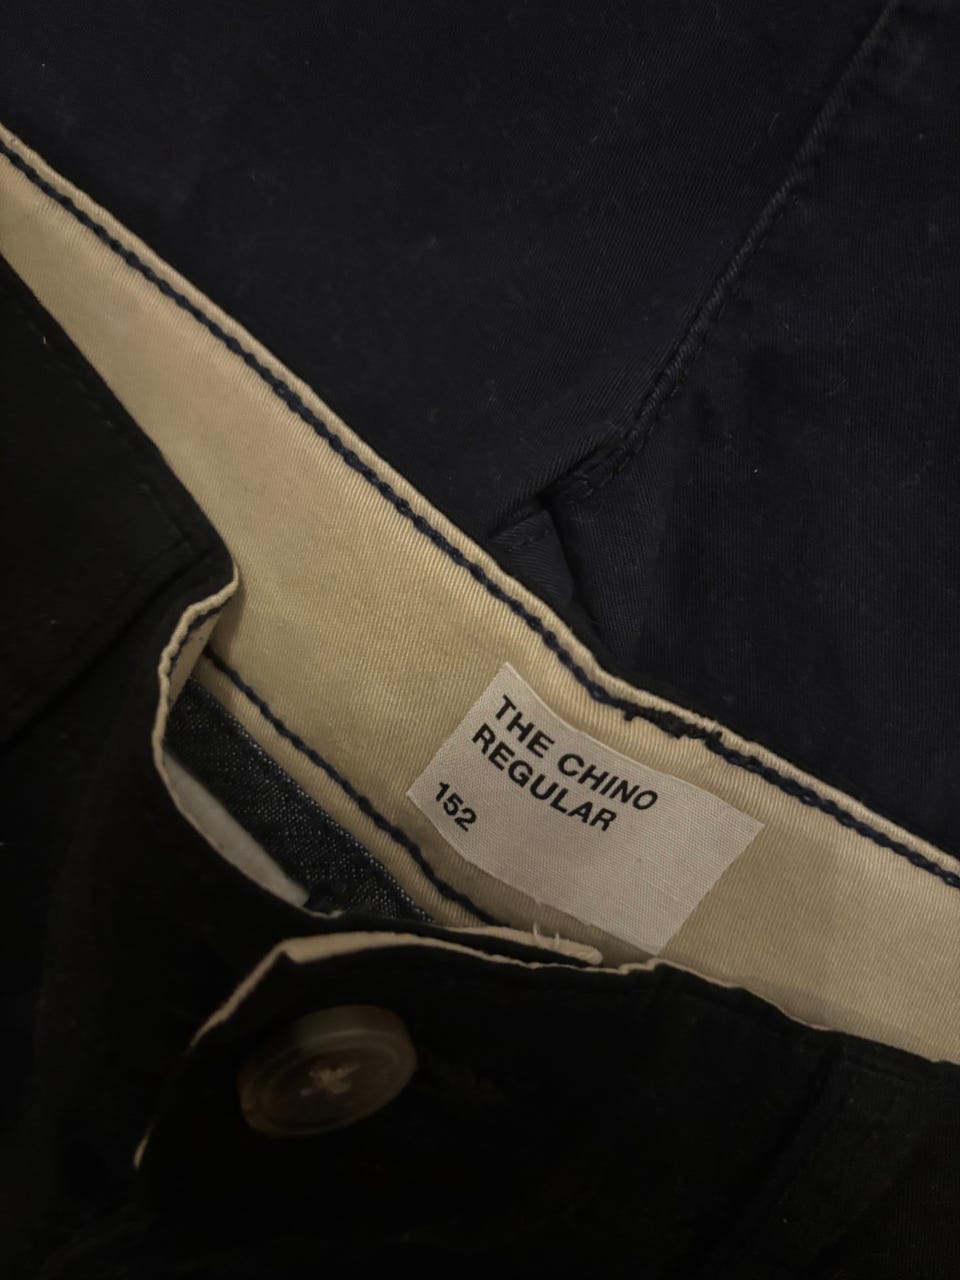 THE CHINO
REGULAR
152